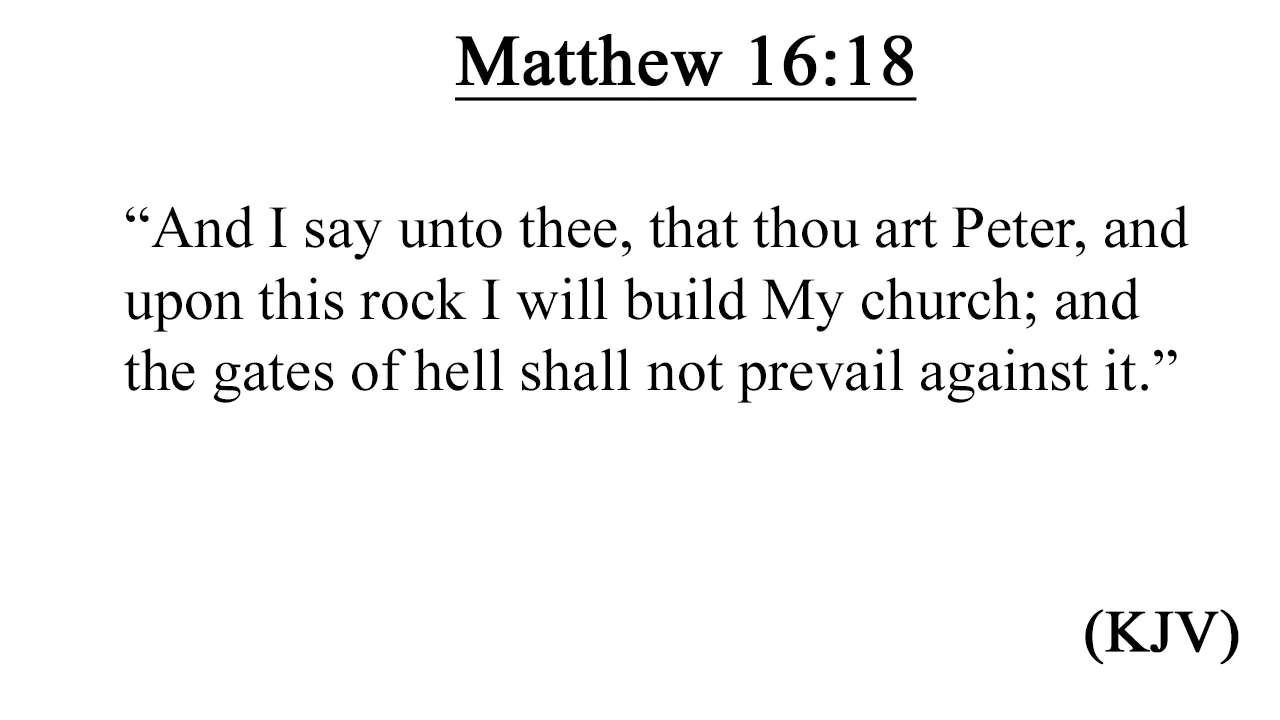 Matthew 16:18
“And I say unto thee, that thou art Peter, and
upon this rock I will build My church; and
the gates of hell shall not prevail against it.”
(KJV)